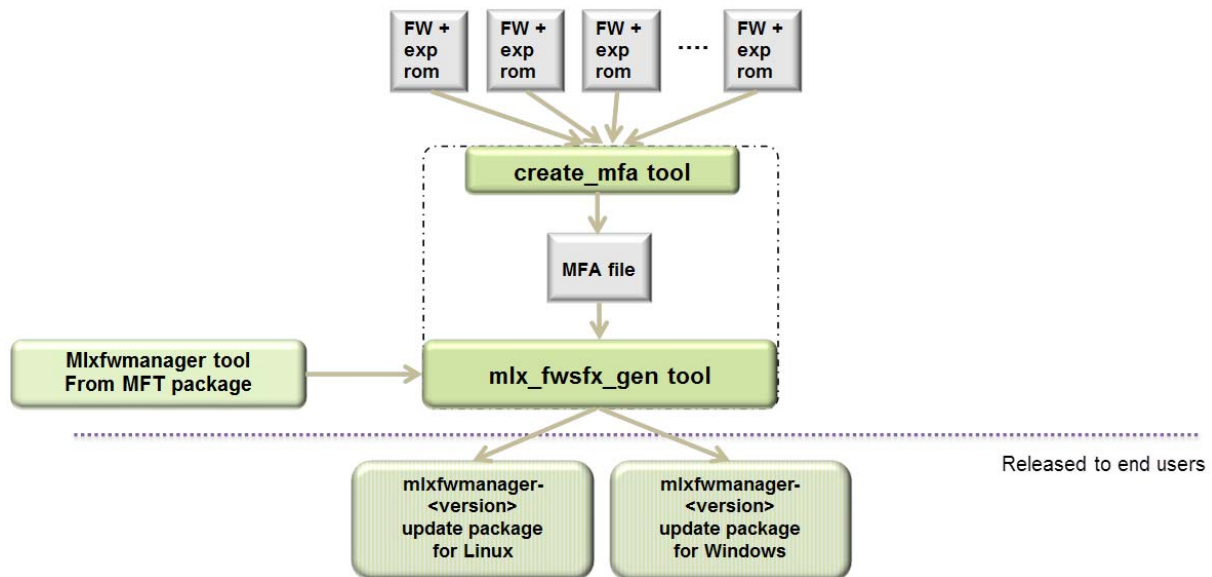 FW +
exp
rom
FW +
exp
rom
FW +
exp
rom
....
FW +
exp
rom
create_mfa tool
MFA file
Mlxfwmanager tool
From MFT package
mlx_fwsfx_gen tool
Released to end users
mlxfwmanager-
<version>
update package
for Linux
mlxfwmanager-
<version>
update package
for Windows